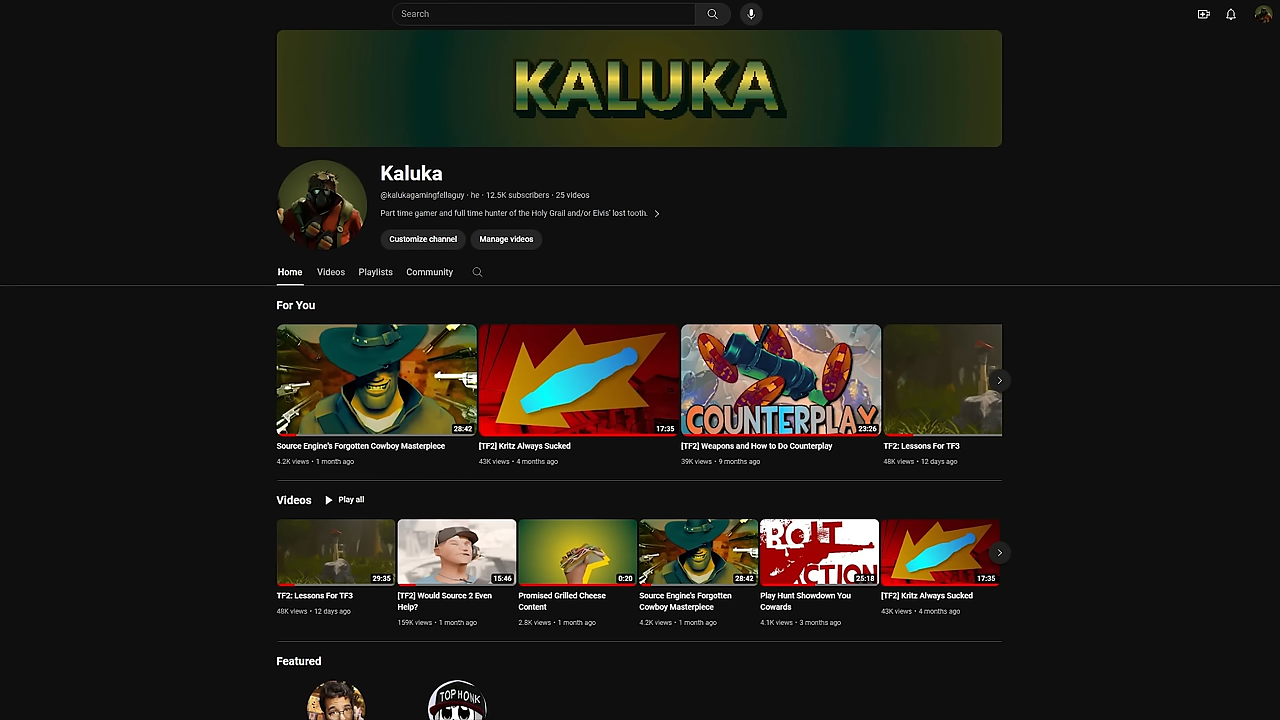 Search
KALUKA
Kaluka
@kalukagamingfellaguy · he · 12.5K subscribers · 25 videos
Part time gamer and full time hunter of the Holy Grail and/or Elvis' lost tooth.
Customize channel Manage videos
Home Videos Playlists Community
For You
COUNTERPLAY
28:42 17:35 23:26
Source Engine's Forgotten Cowboy Masterpiece [TF2] Kritz Always Sucked [TF2] Weapons and How to Do Counterplay TF2: Lessons For TF3
4.2K views • 1 month ago 43K views • 4 months ago 39K views • 9 months ago 48K views • 12 days ago
Videos Play all
BOLT
ACTION
29:35 15:46 0:20 28:42 25:18 17:35
TF2: Lessons For TF3 [TF2] Would Source 2 Even Promised Grilled Cheese Source Engine's Forgotten Play Hunt Showdown You [TF2] Kritz Always Sucked
Help? Content Cowboy Masterpiece Cowards
48K views • 12 days ago 43K views • 4 months ago
159K views • 1 month ago 2.8K views • 1 month ago 4.2K views • 1 month ago 4.1K views • 3 months ago
Featured
TOP HONK